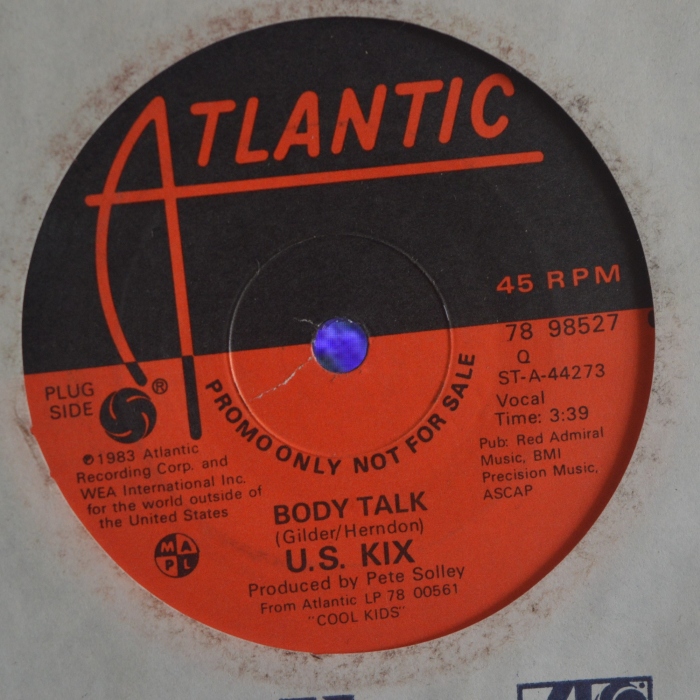 ATLANTIC
45 RPM
78 98527
Q
ST-A-44273
Vocal
Time: 3:39
Pub: Red Admiral
Music, BMI
Precision Music,
ASCAP
PLUG
SIDE
®
℗1983 Atlantic
Recording Corp. and
WEA International Inc.
for the world outside of
the United States
M A
P L
PROMO ONLY NOT FOR SALE
BODY TALK
(Gilder/Herndon)
U.S. KIX
Produced by Pete Solley
From Atlantic LP 78 00561
"COOL KIDS"